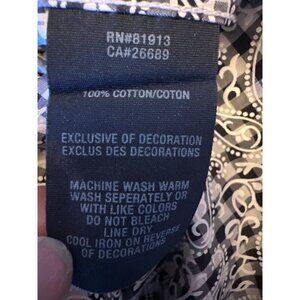 RN#81913
CA#26689
100% COTTON/COTON
EXCLUSIVE OF DECORATION
EXCLUS DES DECORATIONS
MACHINE WASH WARM
WASH SEPERATELY OR
WITH LIKE COLORS
DO NOT BLEACH
LINE DRY
COOL IRON ON REVERSE
OF DECORATIONS